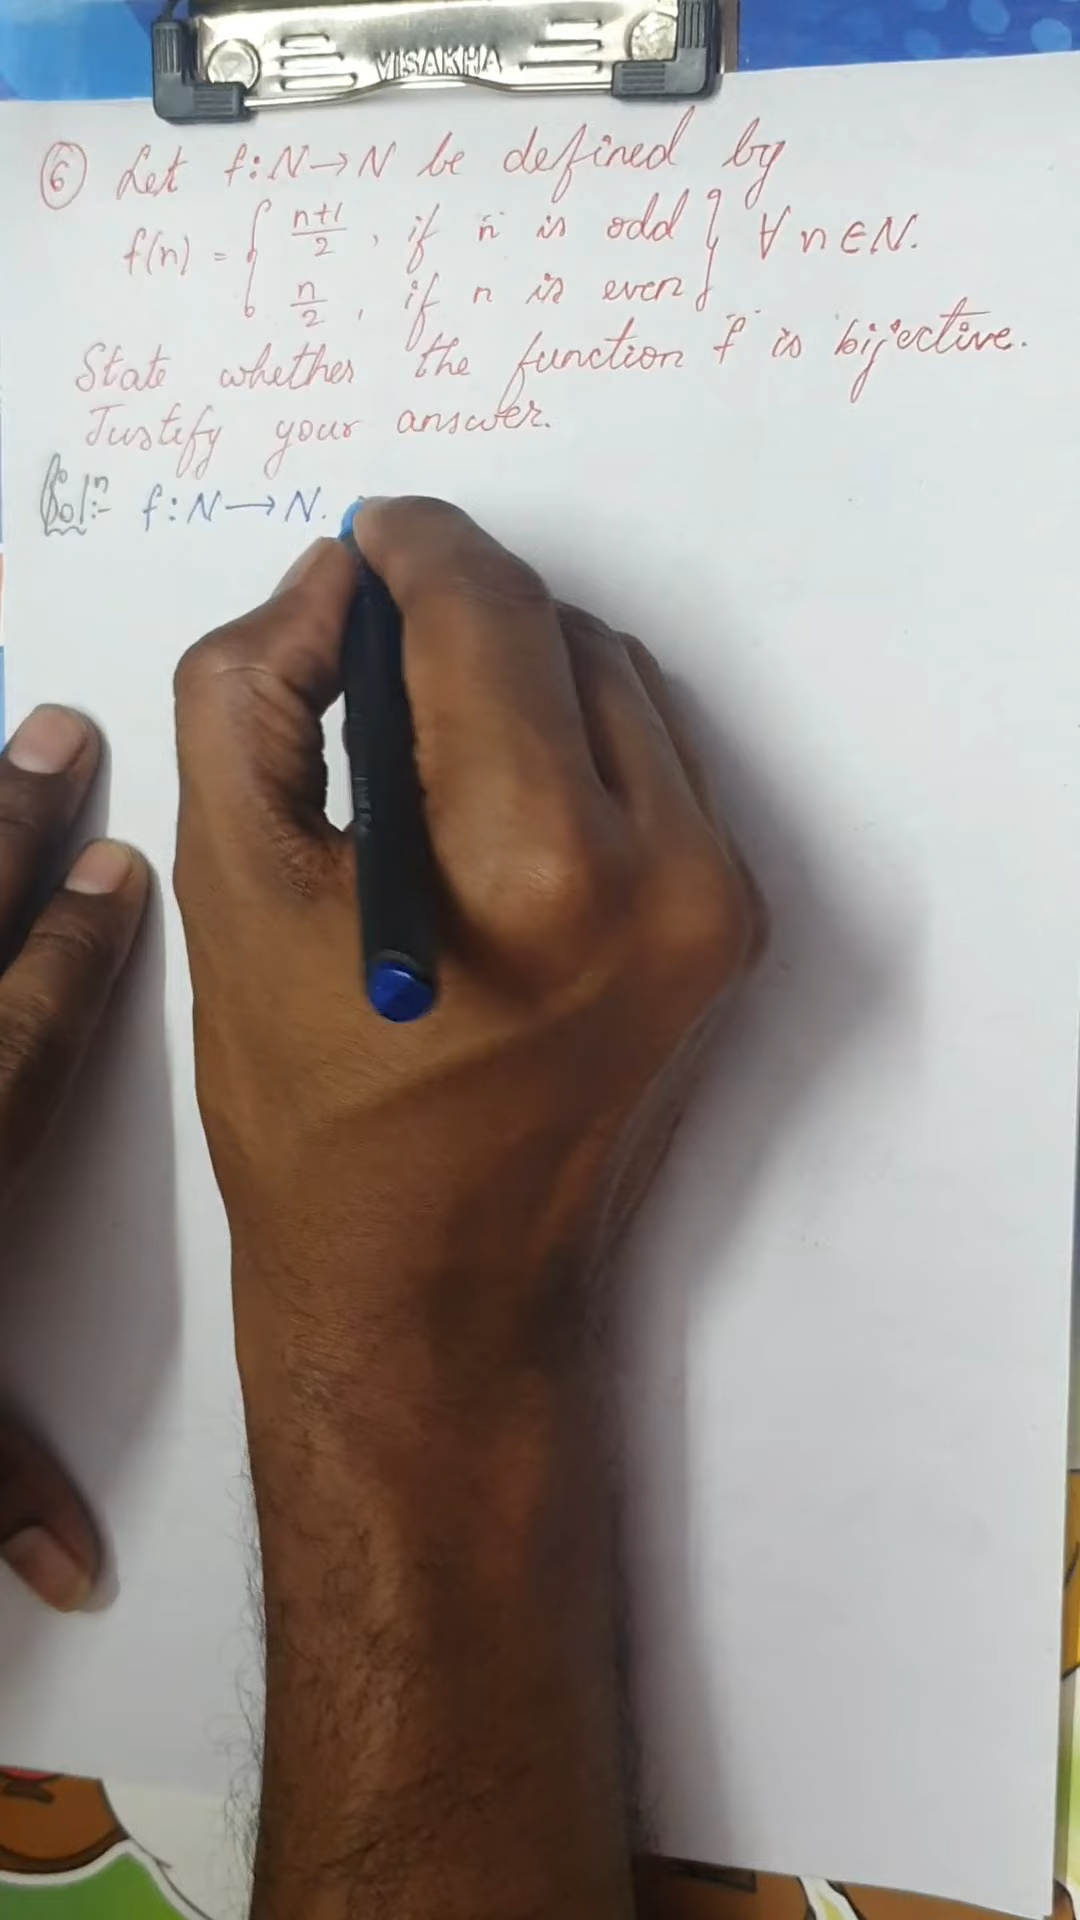 VISAKHA
⑥ Let f:N→N be defined by
f(n) = { (n+1)/2, if n is odd
n/2, if n is even } ∀ n∈N.
State whether the function f is bijective.
Justify your answer.
Solⁿ:- f:N→N.